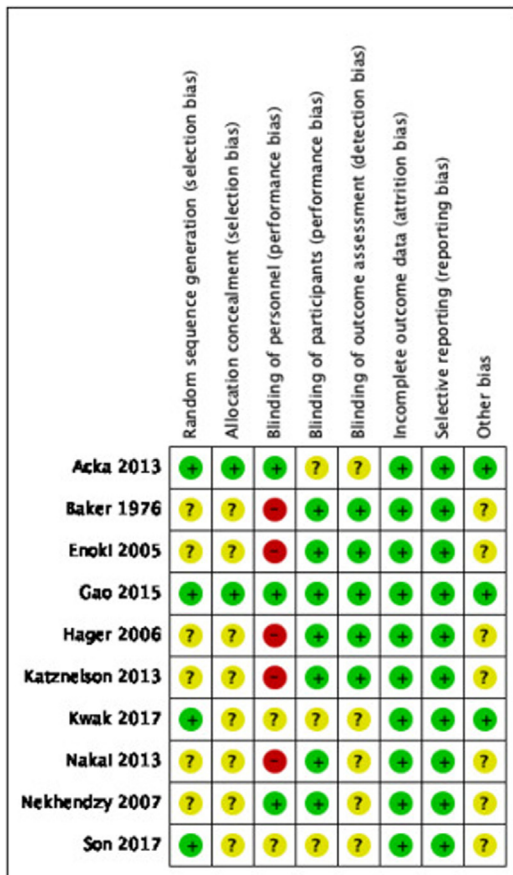 Random sequence generation (selection bias)
Allocation concealment (selection bias)
Blinding of personnel (performance bias)
Blinding of participants (performance bias)
Blinding of outcome assessment (detection bias)
Incomplete outcome data (attrition bias)
Selective reporting (reporting bias)
Other bias
Acka 2013 + + + ? ? + + +
Baker 1976 ? ? - + + + + ?
Enoki 2005 ? ? - + + + + ?
Gao 2015 + + + + + + + +
Hager 2006 ? ? - + + + + ?
Katznelson 2013 ? ? - + + + + ?
Kwak 2017 + ? ? ? ? + + +
Nakai 2013 ? ? - + ? + + ?
Nekhendzy 2007 ? ? + + ? + + ?
Son 2017 + ? ? ? ? + + ?